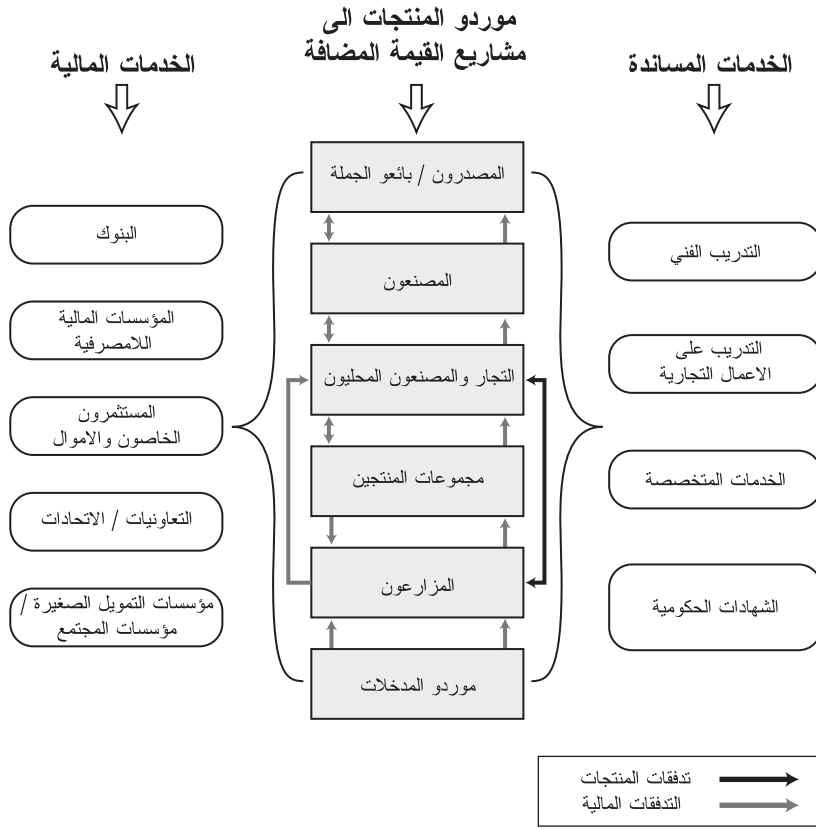 موردو المنتجات الى
مشاريع القيمة المضافة
الخدمات المساندة
الخدمات المالية
المصدرون / بائعو الجملة
المصنعون
التجار والمصنعون المحليون
مجموعات المنتجين
المزارعون
موردو المدخلات
التدريب الفني
التدريب على
الاعمال التجارية
الخدمات المتخصصة
الشهادات الحكومية
البنوك
المؤسسات المالية
اللامصرفية
المستثمرون
الخاصون والاموال
التعاونيات / الاتحادات
مؤسسات التمويل الصغيرة /
مؤسسات المجتمع
تدفقات المنتجات
التدفقات المالية